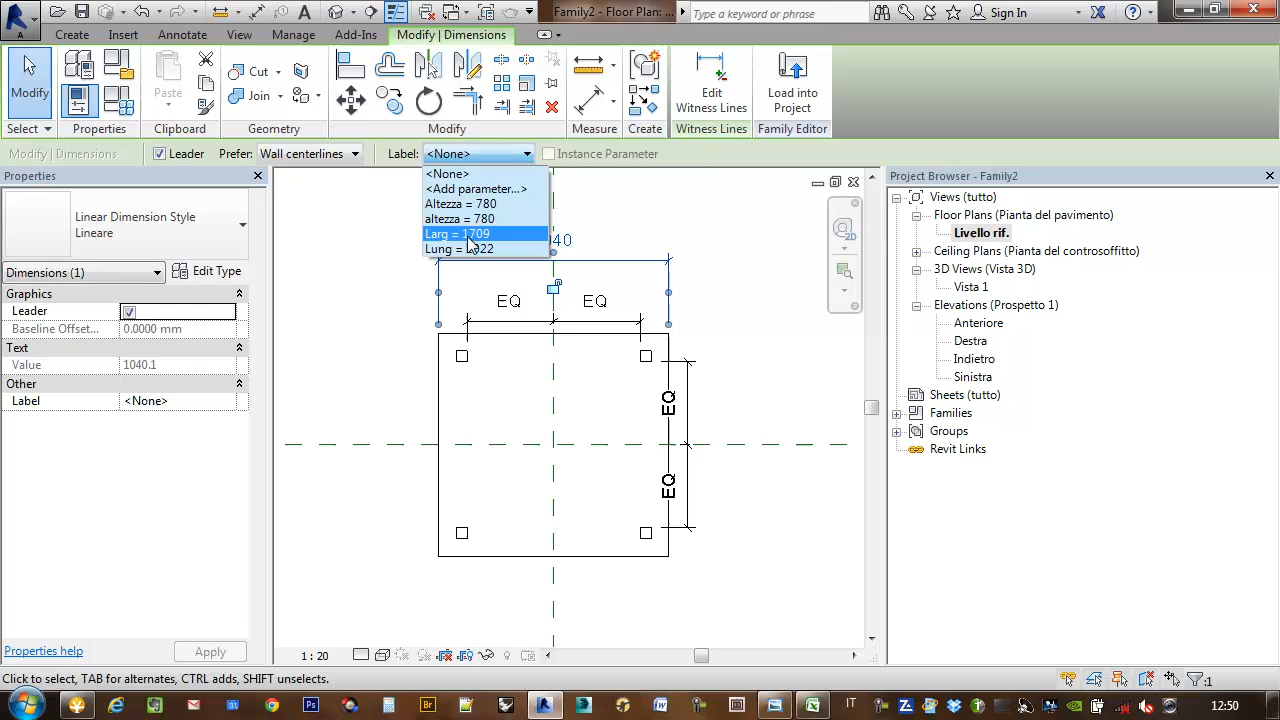 Family2 - Floor Plan:
Type a keyword or phrase
Sign In
Create
Insert
Annotate
View
Manage
Add-Ins
Modify | Dimensions
Modify
Paste
Cut
Join
Edit
Witness Lines
Load into
Project
Select
Properties
Clipboard
Geometry
Modify
Measure
Create
Witness Lines
Family Editor
Modify | Dimensions
Leader
Prefer:
Wall centerlines
Label:
<None>
Instance Parameter
<None>
<Add parameter...>
Altezza = 780
altezza = 780
Larg = 1709
Properties
Linear Dimension Style
Lineare
Dimensions (1)
Edit Type
Graphics
Leader
Baseline Offset...
0.0000 mm
Text
Value
1040.1
Other
Label
<None>
Properties help
Apply
EQ
EQ
EQ
EQ
1 : 20
Project Browser - Family2
Views (tutto)
Floor Plans (Pianta del pavimento)
Livello rif.
Ceiling Plans (Pianta del controsoffitto)
3D Views (Vista 3D)
Vista 1
Elevations (Prospetto 1)
Anteriore
Destra
Indietro
Sinistra
Sheets (tutto)
Families
Groups
Revit Links
Click to select, TAB for alternates, CTRL adds, SHIFT unselects.
:1
IT
12:50